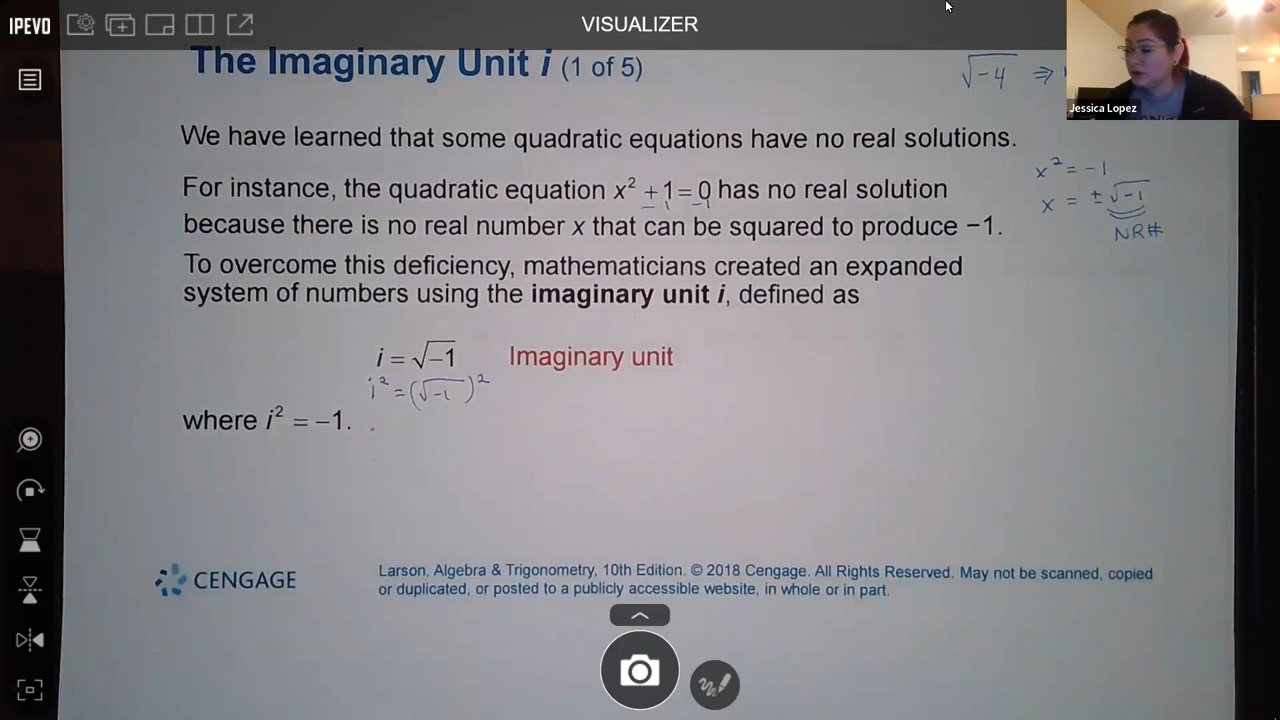 IPEVO
VISUALIZER
The Imaginary Unit i (1 of 5)
√-4 ⇒
Jessica Lopez
We have learned that some quadratic equations have no real solutions.
x² = -1
For instance, the quadratic equation x² + 1 = 0 has no real solution
-1 -1
x = ±√-1
because there is no real number x that can be squared to produce −1.
NR#
To overcome this deficiency, mathematicians created an expanded
system of numbers using the imaginary unit i, defined as
i = √−1 Imaginary unit
i² = (√-1)²
where i² = −1.
CENGAGE
Larson, Algebra & Trigonometry, 10th Edition. © 2018 Cengage. All Rights Reserved. May not be scanned, copied
or duplicated, or posted to a publicly accessible website, in whole or in part.